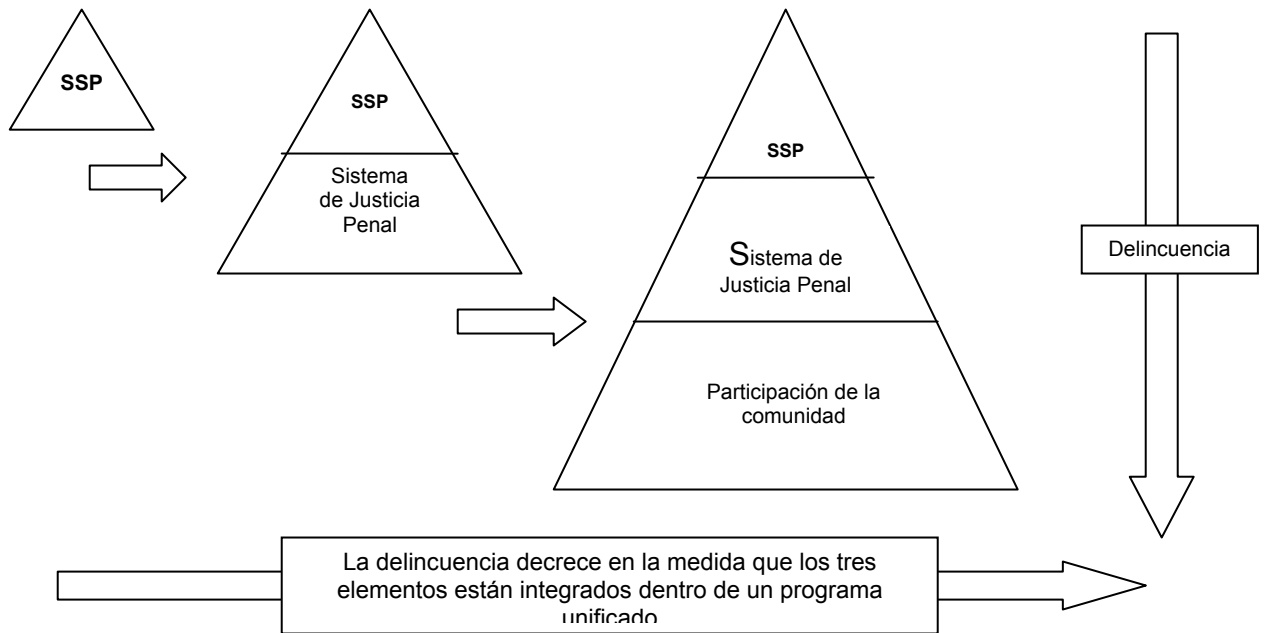 SSP
SSP
Sistema
de Justicia
Penal
SSP
Sistema de
Justicia Penal
Participación de la
comunidad
Delincuencia
La delincuencia decrece en la medida que los tres
elementos están integrados dentro de un programa
unificado